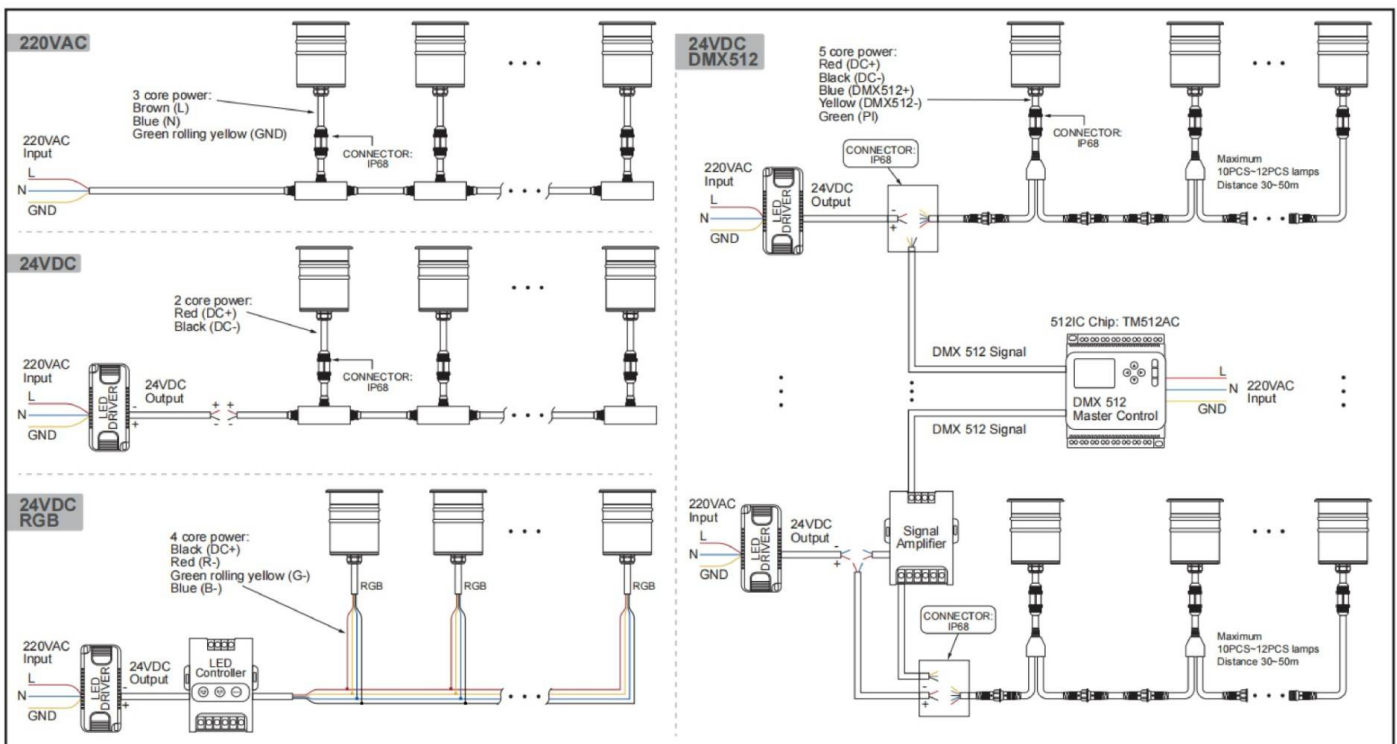 220VAC
3 core power:
Brown (L)
Blue (N)
Green rolling yellow (GND)
220VAC
Input
L
N
GND
CONNECTOR:
IP68
24VDC
2 core power:
Red (DC+)
Black (DC-)
220VAC
Input
L
N
GND
LED
DRIVER
-
+
24VDC
Output
+ +
- -
CONNECTOR:
IP68
24VDC
RGB
4 core power:
Black (DC+)
Red (R-)
Green rolling yellow (G-)
Blue (B-)
RGB
RGB
RGB
220VAC
Input
L
N
GND
LED
DRIVER
-
+
24VDC
Output
LED
Controller
24VDC
DMX512
5 core power:
Red (DC+)
Black (DC-)
Blue (DMX512+)
Yellow (DMX512-)
Green (PI)
CONNECTOR:
IP68
CONNECTOR:
IP68
220VAC
Input
L
N
GND
LED
DRIVER
24VDC
Output
-
+
Maximum
10PCS~12PCS lamps
Distance 30~50m
512IC Chip: TM512AC
DMX 512 Signal
DMX 512
Master Control
L
N
GND
220VAC
Input
DMX 512 Signal
220VAC
Input
L
N
GND
LED
DRIVER
24VDC
Output
-
+
Signal
Amplifier
CONNECTOR:
IP68
-
+
Maximum
10PCS~12PCS lamps
Distance 30~50m